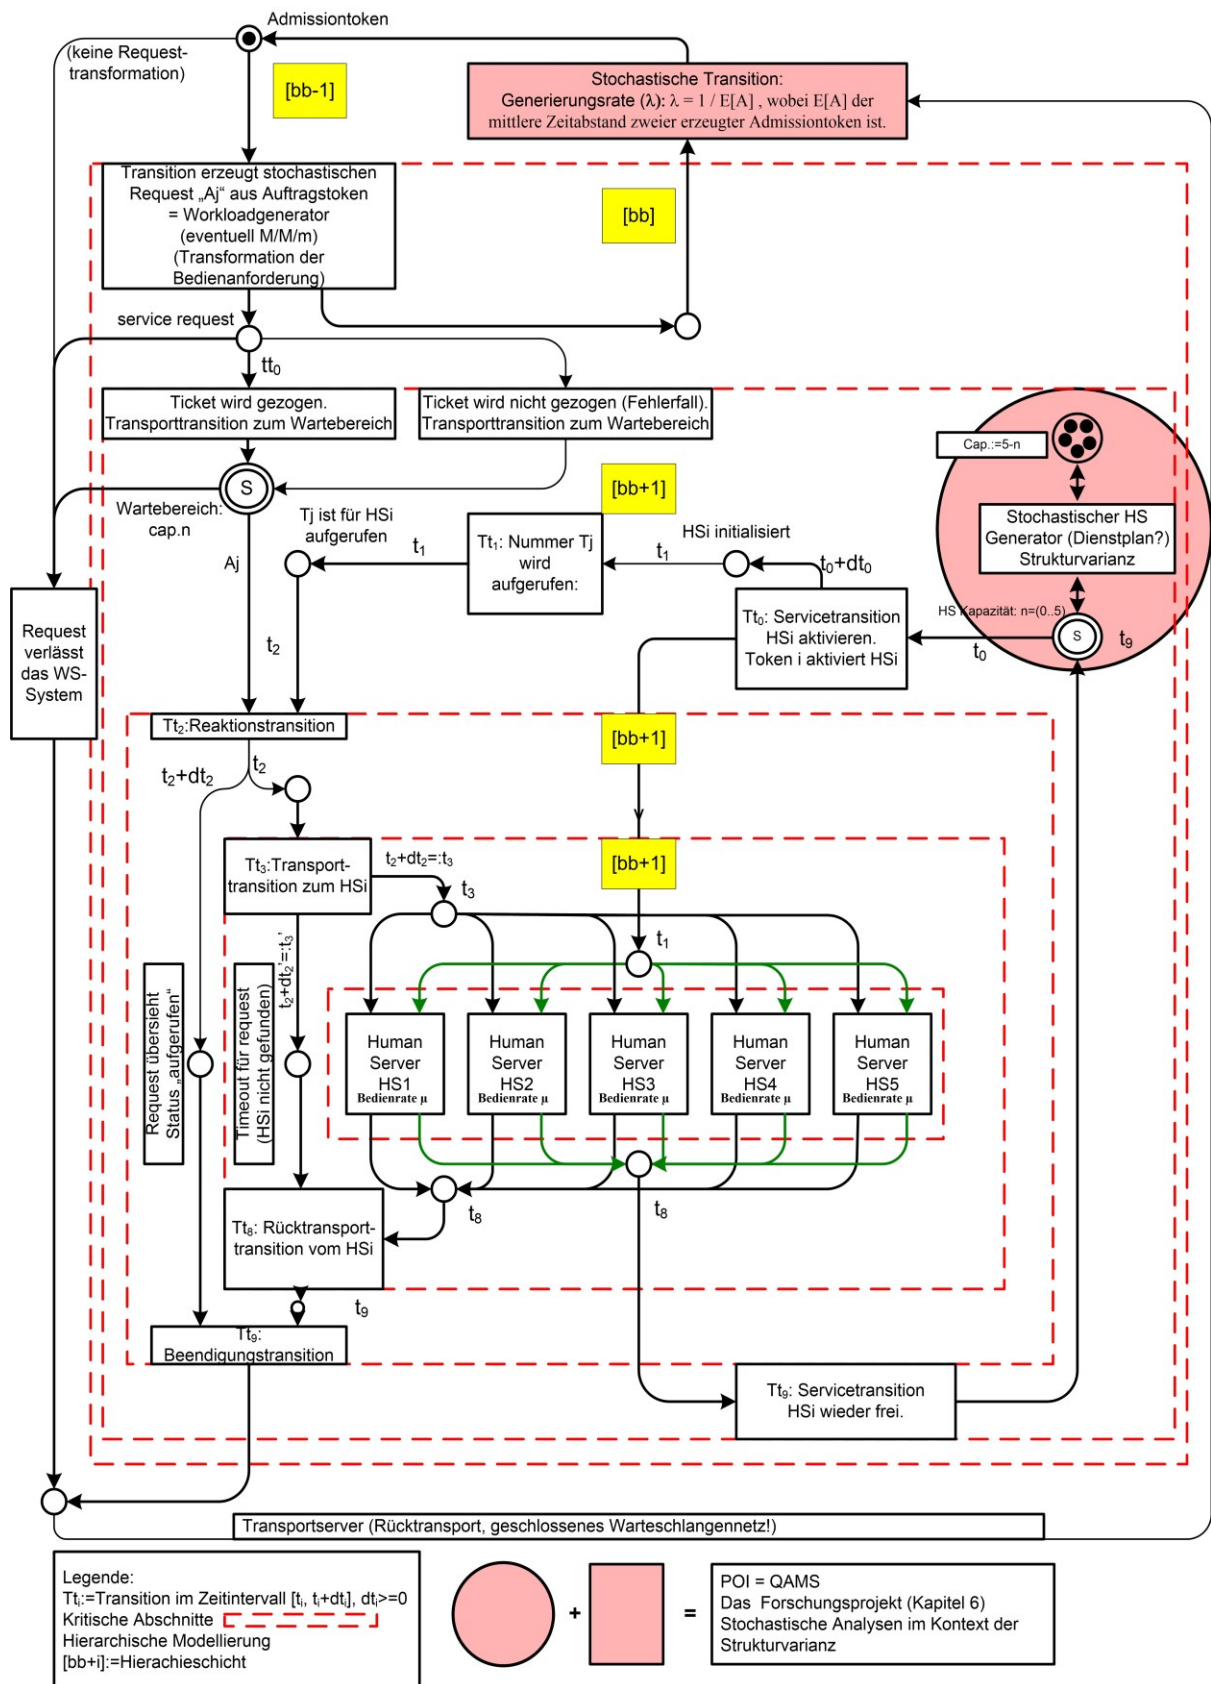 Admissiontoken
(keine Request-
transformation)
[bb-1]
Stochastische Transition:
Generierungsrate (λ): λ = 1 / E[A] , wobei E[A] der
mittlere Zeitabstand zweier erzeugter Admissiontoken ist.
Transition erzeugt stochastischen
Request „Aj“ aus Auftragstoken
= Workloadgenerator
(eventuell M/M/m)
(Transformation der
Bedienanforderung)
[bb]
service request
tt₀
Ticket wird gezogen.
Transporttransition zum Wartebereich
Ticket wird nicht gezogen (Fehlerfall).
Transporttransition zum Wartebereich
Cap.:=5-n
S
Wartebereich:
cap.n
[bb+1]
Tj ist für HSi
aufgerufen
t₁
Tt₁: Nummer Tj
wird
aufgerufen:
HSi initialisiert
t₁
t₀+dt₀
Stochastischer HS
Generator (Dienstplan?)
Strukturvarianz
Aj
HS Kapazität: n=(0..5)
S
t₉
t₀
Tt₀: Servicetransition
HSi aktivieren.
Token i aktiviert HSi
Request
verlässt
das WS-
System
t₂
Tt₂:Reaktionstransition
[bb+1]
t₂+dt₂
t₂
Tt₃:Transport-
transition zum HSi
t₂+dt₂=:t₃
t₃
[bb+1]
t₁
t₂+dt₂'=:t₃'
Request übersieht
Status „aufgerufen“
Timeout für request
(HSi nicht gefunden)
Human
Server
HS1
Bedienrate μ
Human
Server
HS2
Bedienrate μ
Human
Server
HS3
Bedienrate μ
Human
Server
HS4
Bedienrate μ
Human
Server
HS5
Bedienrate μ
Tt₈: Rücktransport-
transition vom HSi
t₈
t₈
t₉
Tt₉:
Beendigungstransition
Tt₉: Servicetransition
HSi wieder frei.
Transportserver (Rücktransport, geschlossenes Warteschlangennetz!)
Legende:
Ttᵢ:=Transition im Zeitintervall [tᵢ, tᵢ+dtᵢ], dtᵢ>=0
Kritische Abschnitte
Hierarchische Modellierung
[bb+i]:=Hierachieschicht
+
=
POI = QAMS
Das Forschungsprojekt (Kapitel 6)
Stochastische Analysen im Kontext der
Strukturvarianz